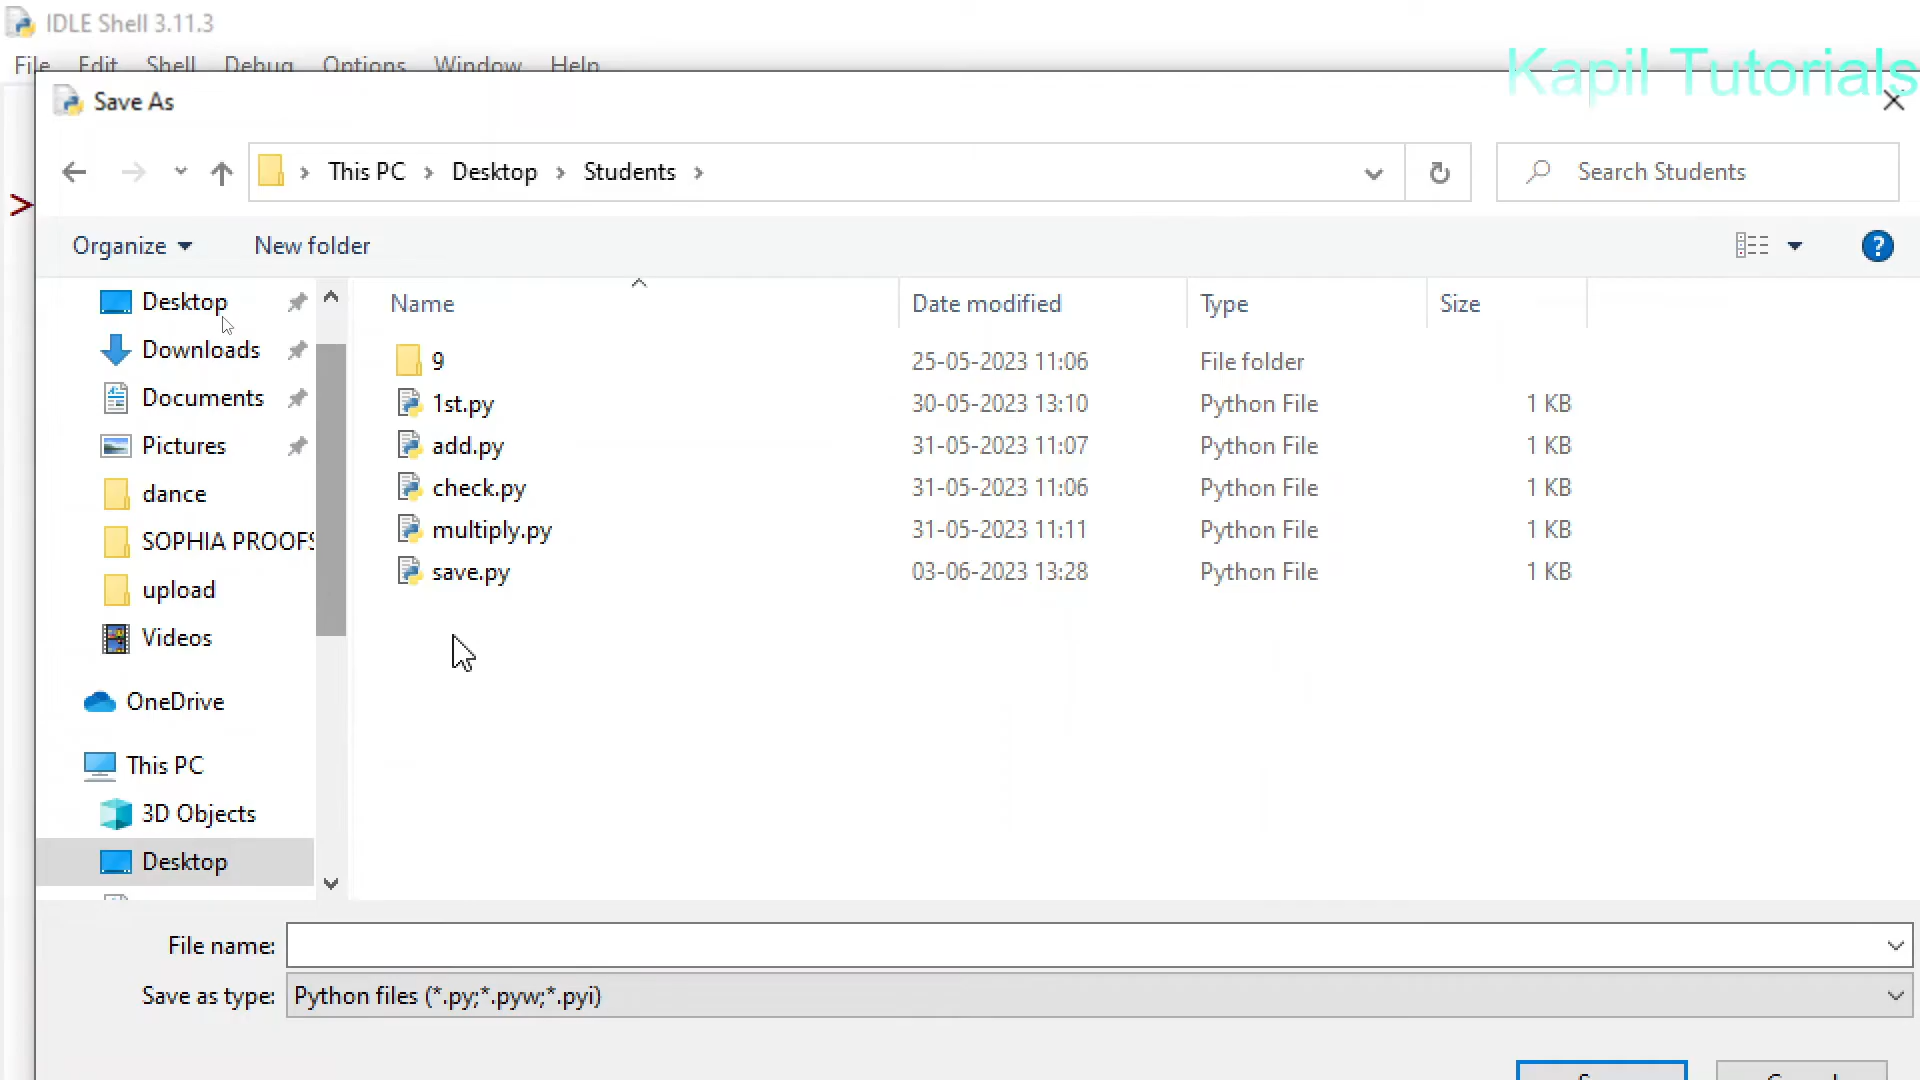 IDLE Shell 3.11.3
File Edit Shell Debug Options Window Help
Kapil Tutorials
Save As
This PC > Desktop > Students >
Search Students
Organize New folder
Name Date modified Type Size
Desktop
Downloads
Documents
Pictures
dance
SOPHIA PROOFS
upload
Videos
OneDrive
This PC
3D Objects
Desktop
9 25-05-2023 11:06 File folder
1st.py 30-05-2023 13:10 Python File 1 KB
add.py 31-05-2023 11:07 Python File 1 KB
check.py 31-05-2023 11:06 Python File 1 KB
multiply.py 31-05-2023 11:11 Python File 1 KB
save.py 03-06-2023 13:28 Python File 1 KB
File name:
Save as type: Python files (*.py;*.pyw;*.pyi)